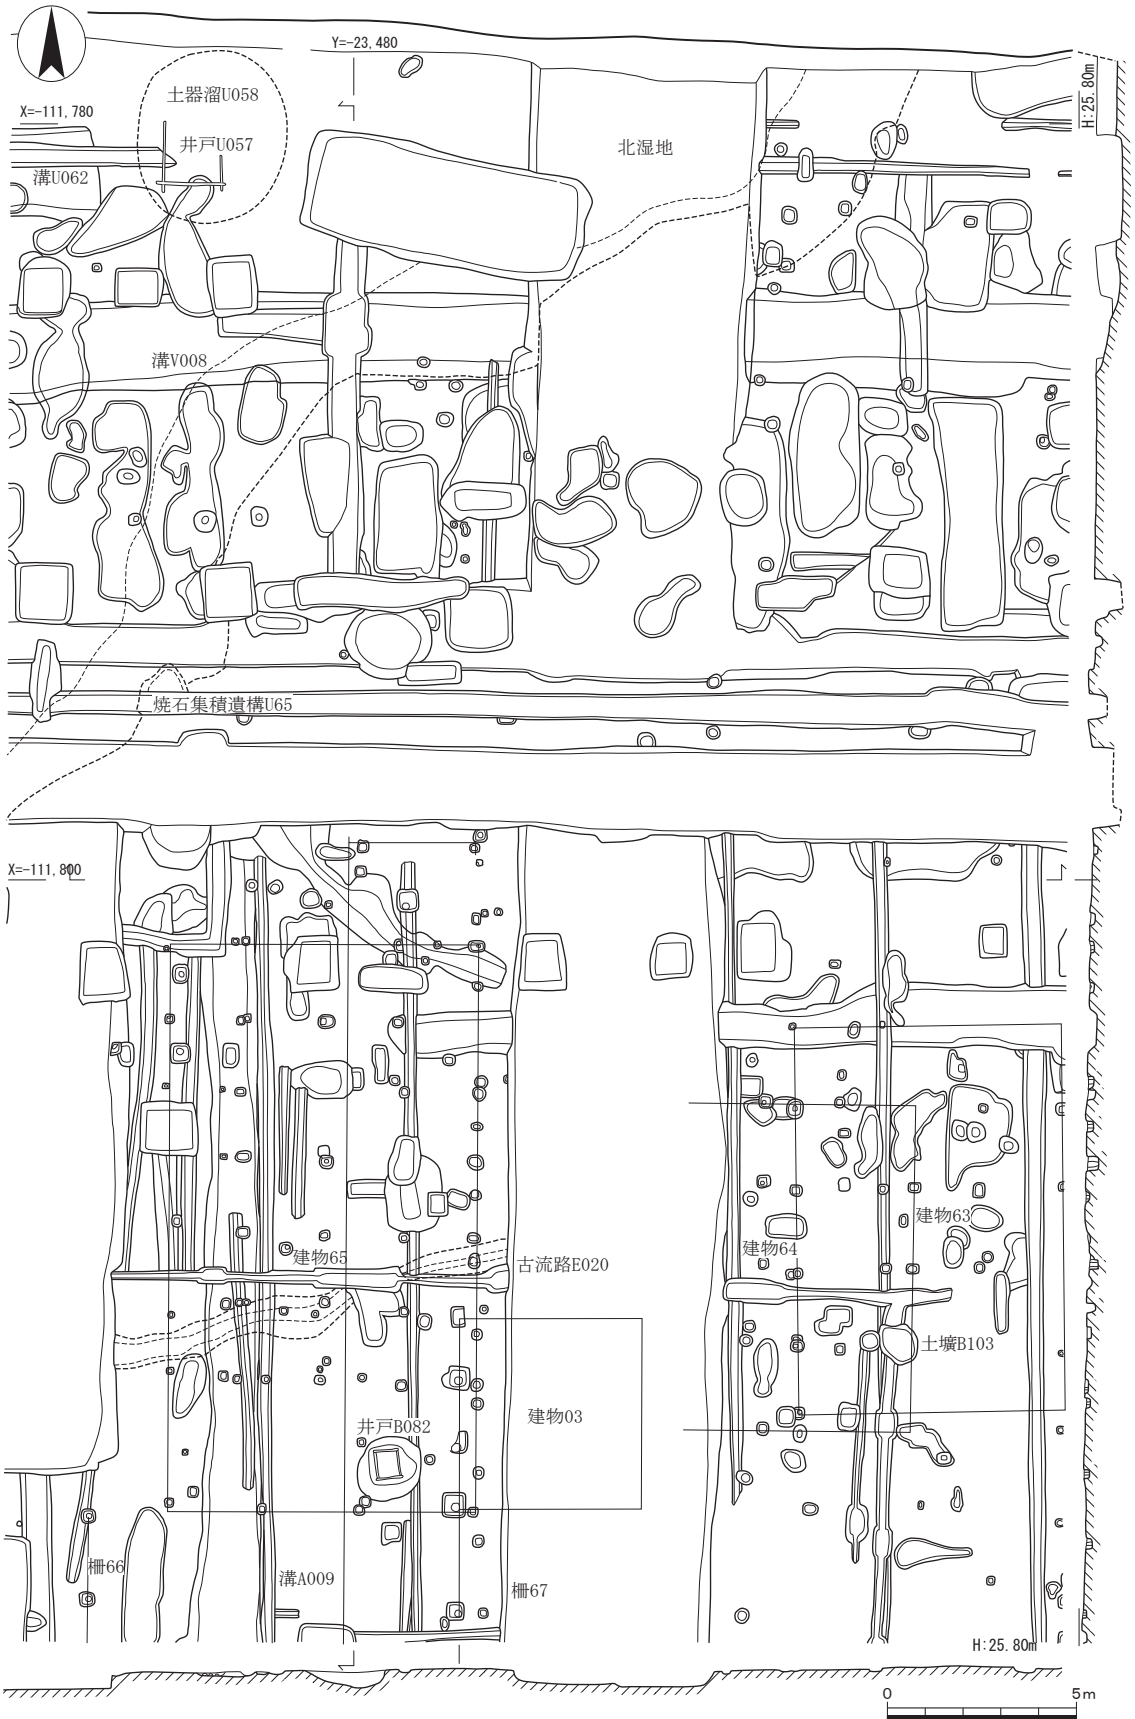 Y=-23,480
土器溜U058
X=-111,780
H:25.80m
井戸U057
北湿地
溝U062
溝V008
焼石集積遺構U65
X=-111,800
建物63
建物64
建物65
古流路E020
土壙B103
建物03
井戸B082
柵66
溝A009
柵67
H:25.80m
0 5m